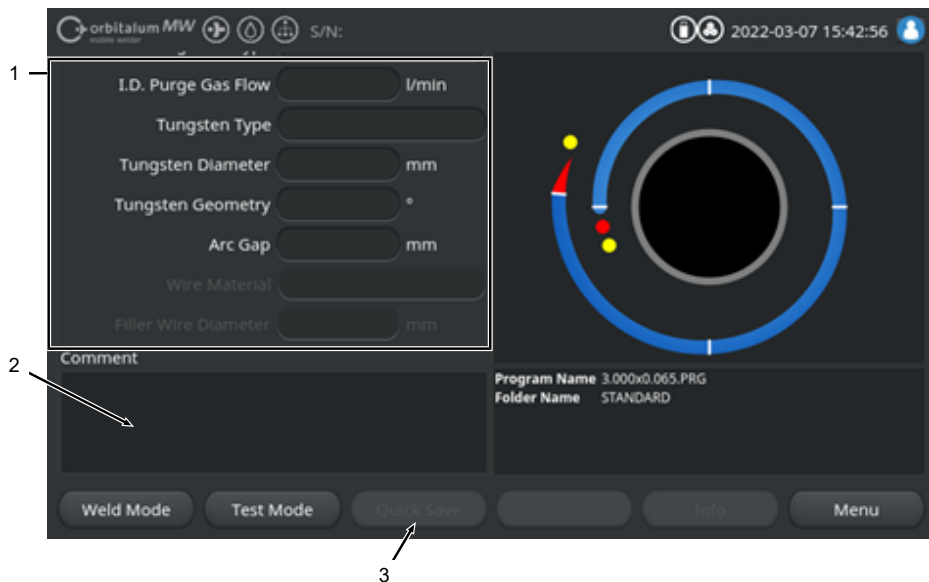 orbitalum MW S/N: 2022-03-07 15:42:56
mobile welder
1
I.D. Purge Gas Flow l/min
Tungsten Type
Tungsten Diameter mm
Tungsten Geometry °
Arc Gap mm
Wire Material
Filler Wire Diameter mm
Comment
2
Program Name 3.000x0.065.PRG
Folder Name STANDARD
Weld Mode Test Mode Quick Save Info Menu
3